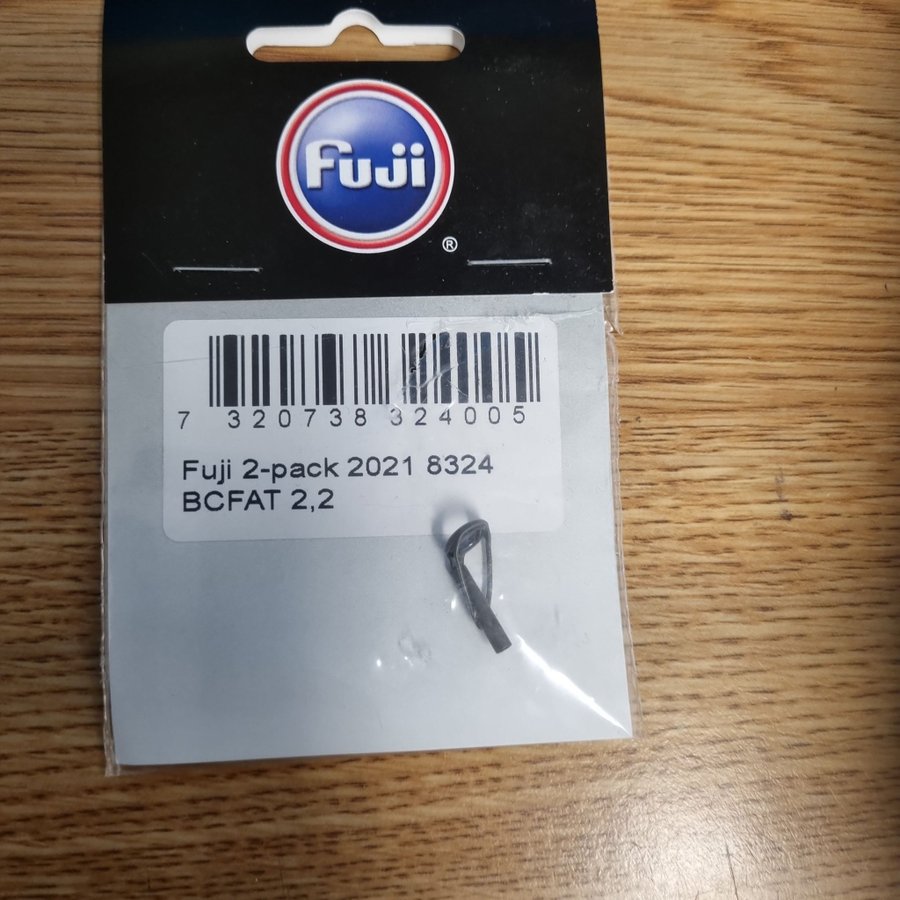 Fuji
®
7 320738 324005
Fuji 2-pack 2021 8324
BCFAT 2,2